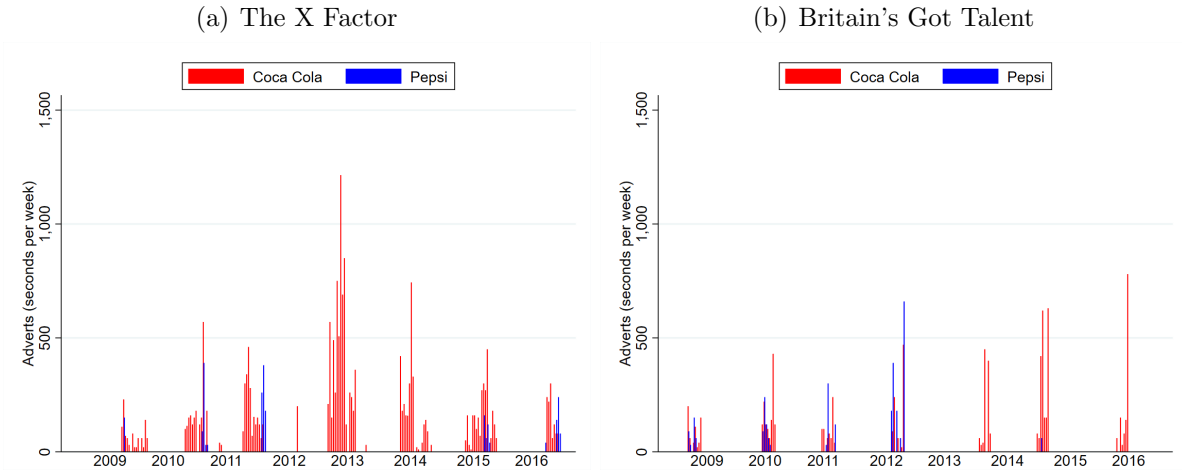 (a) The X Factor
Coca Cola Pepsi
Adverts (seconds per week)
1,500
1,000
500
0
2009 2010 2011 2012 2013 2014 2015 2016
(b) Britain's Got Talent
Coca Cola Pepsi
Adverts (seconds per week)
1,500
1,000
500
0
2009 2010 2011 2012 2013 2014 2015 2016